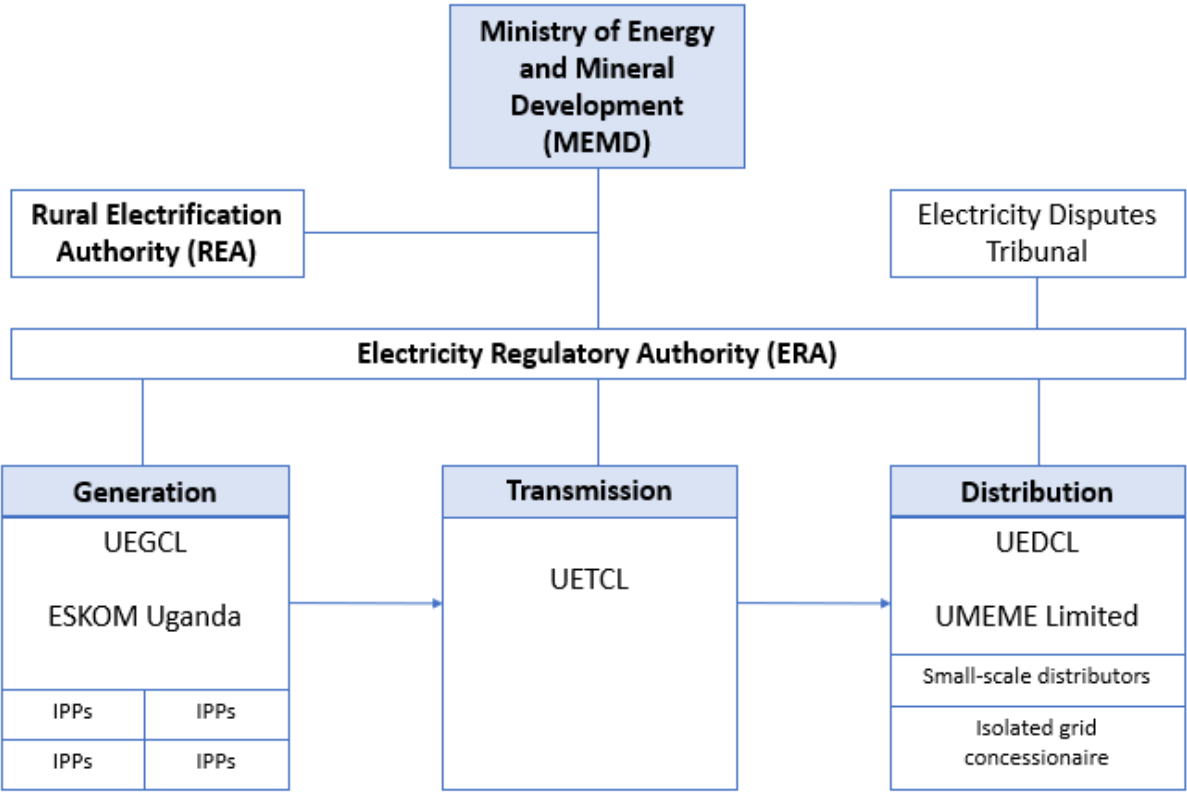 Ministry of Energy
and Mineral
Development
(MEMD)
Rural Electrification
Authority (REA)
Electricity Disputes
Tribunal
Electricity Regulatory Authority (ERA)
Generation
UEGCL
ESKOM Uganda
IPPs
IPPs
IPPs
IPPs
Transmission
UETCL
Distribution
UEDCL
UMEME Limited
Small-scale distributors
Isolated grid
concessionaire